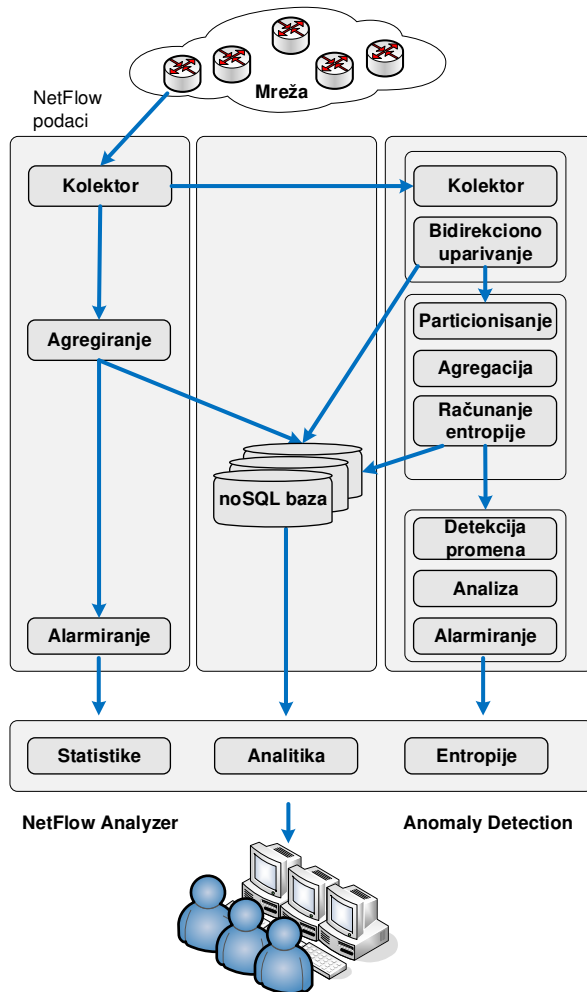 Mreža
NetFlow
podaci
Kolektor
Agregiranje
Alarmiranje
noSQL baza
Kolektor
Bidirekciono
uparivanje
Particionisanje
Agregacija
Računanje
entropije
Detekcija
promena
Analiza
Alarmiranje
Statistike
Analitika
Entropije
NetFlow Analyzer
Anomaly Detection